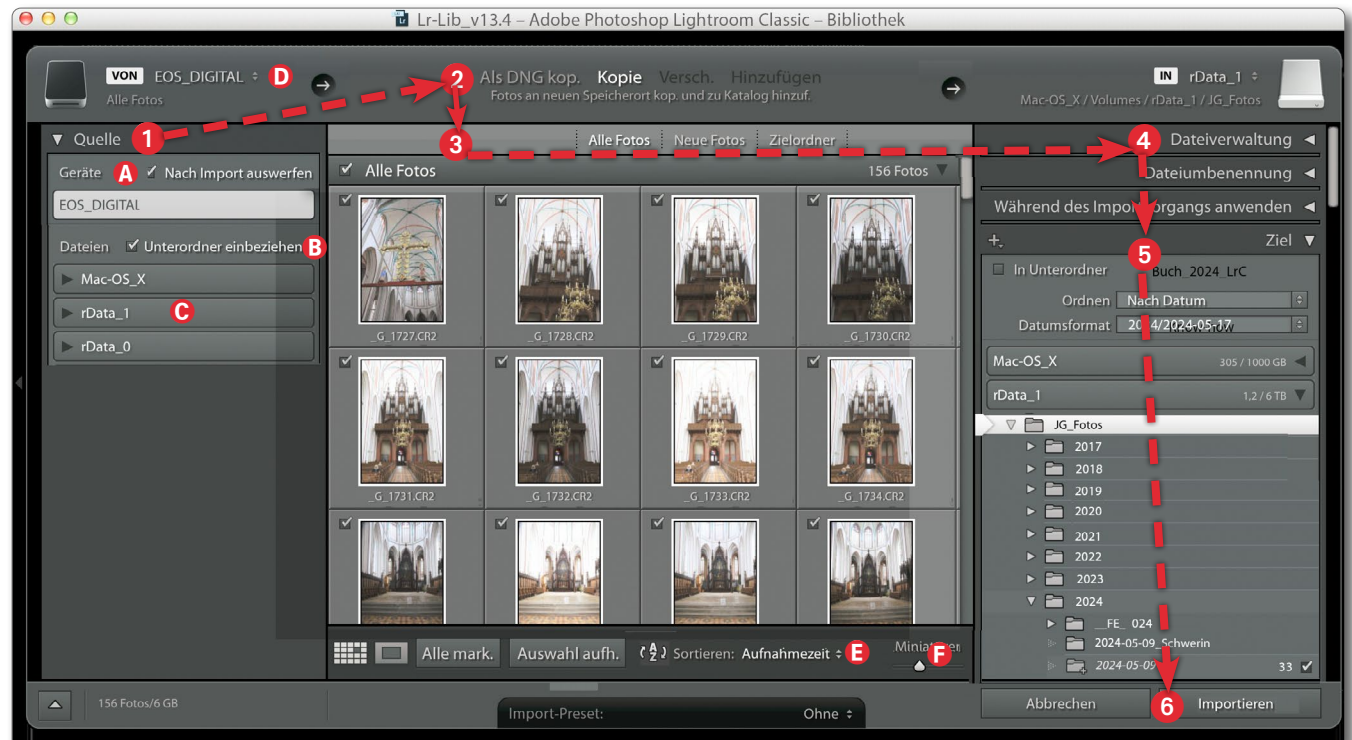 Lr-Lib_v13.4 – Adobe Photoshop Lightroom Classic – Bibliothek
VON EOS_DIGITAL D
Alle Fotos
2 Als DNG kop. Kopie Versch. Hinzufügen
Fotos an neuen Speicherort kop. und zu Katalog hinzuf.
IN rData_1
Mac-OS_X / Volumes / rData_1 / JG_Fotos
Quelle 1
Geräte A Nach Import auswerfen
EOS_DIGITAL
Dateien Unterordner einbeziehen B
Mac-OS_X
rData_1 C
rData_0
3 Alle Fotos Neue Fotos Zielordner
Alle Fotos 156 Fotos
_G_1727.CR2 _G_1728.CR2 _G_1729.CR2 _G_1730.CR2
_G_1731.CR2 _G_1732.CR2 _G_1733.CR2 _G_1734.CR2
Alle mark. Auswahl aufh. Sortieren: Aufnahmezeit E F
4 Dateiverwaltung
Dateiumbenennung
Während des Importvorgangs anwenden
Ziel
5
In Unterordner Buch_2024_LrC
Ordnen Nach Datum
Datumsformat 2024/2024-05-17
Mac-OS_X 305 / 1000 GB
rData_1 1,2 / 6 TB
JG_Fotos
2017
2018
2019
2020
2021
2022
2023
2024
__FE_ 024
2024-05-09_Schwerin
2024-05-09 33
156 Fotos/6 GB
Import-Preset: Ohne
Abbrechen 6 Importieren